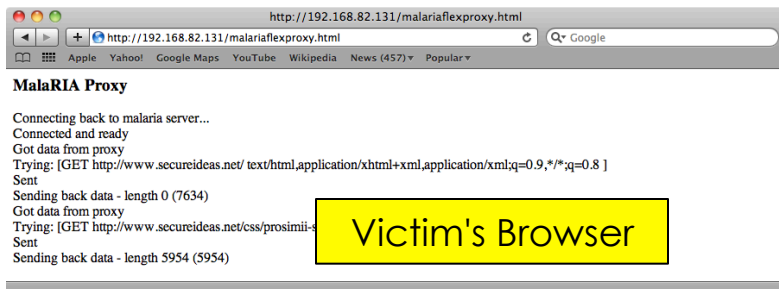 http://192.168.82.131/malariaflexproxy.html
http://192.168.82.131/malariaflexproxy.html
Google
Apple Yahoo! Google Maps YouTube Wikipedia News (457) Popular
MalaRIA Proxy
Connecting back to malaria server...
Connected and ready
Got data from proxy
Trying: [GET http://www.secureideas.net/ text/html,application/xhtml+xml,application/xml;q=0.9,*/*;q=0.8 ]
Sent
Sending back data - length 0 (7634)
Got data from proxy
Trying: [GET http://www.secureideas.net/css/prosimii-s
Sent
Sending back data - length 5954 (5954)
Victim's Browser